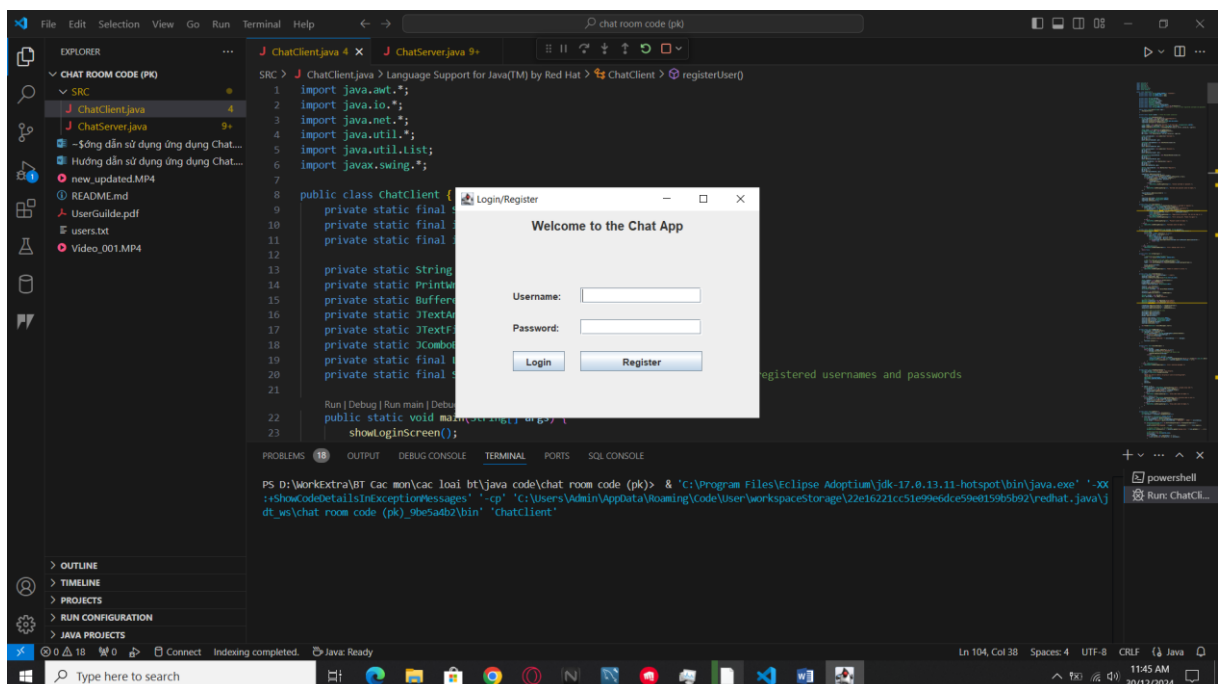 File Edit Selection View Go Run Terminal Help
chat room code (pk)
EXPLORER
CHAT ROOM CODE (PK)
SRC
ChatClient.java 4
ChatServer.java 9+
~$ớng dẫn sử dụng ứng dụng Chat....
Hướng dẫn sử dụng ứng dụng Chat....
new_updated.MP4
README.md
UserGuilde.pdf
users.txt
Video_001.MP4
OUTLINE
TIMELINE
PROJECTS
RUN CONFIGURATION
JAVA PROJECTS
ChatClient.java 4 ChatServer.java 9+
SRC > ChatClient.java > Language Support for Java(TM) by Red Hat > ChatClient > registerUser()
1 import java.awt.*;
2 import java.io.*;
3 import java.net.*;
4 import java.util.*;
5 import java.util.List;
6 import javax.swing.*;
7
8 public class ChatClient {
9 private static final
10 private static final
11 private static final
12
13 private static String
14 private static
15 private static
16 private static
17 private static
18 private static
19 private static final
20 private static final registered usernames and passwords
21
Run | Debug | Run main |
22 public static void main(String[] args) {
23 showLoginScreen();
Login/Register
Welcome to the Chat App
Username:
Password:
Login Register
PROBLEMS 18 OUTPUT DEBUG CONSOLE TERMINAL PORTS SQL CONSOLE
PS D:\WorkExtra\BT Cac mon\cac loai bt\java code\chat room code (pk)> & 'C:\Program Files\Eclipse Adoptium\jdk-17.0.13.11-hotspot\bin\java.exe' '-XX
:+ShowCodeDetailsInExceptionMessages' '-cp' 'C:\Users\Admin\AppData\Roaming\Code\User\workspaceStorage\22e16221cc51e99e6dce59e0159b5b92\redhat.java\j
dt_ws\chat room code (pk)_9be5a4b2\bin' 'ChatClient'
powershell
Run: ChatCli...
0 18 0 Connect Indexing completed. Java: Ready
Ln 104, Col 38 Spaces: 4 UTF-8 CRLF Java
Type here to search
11:45 AM
30/12/2024